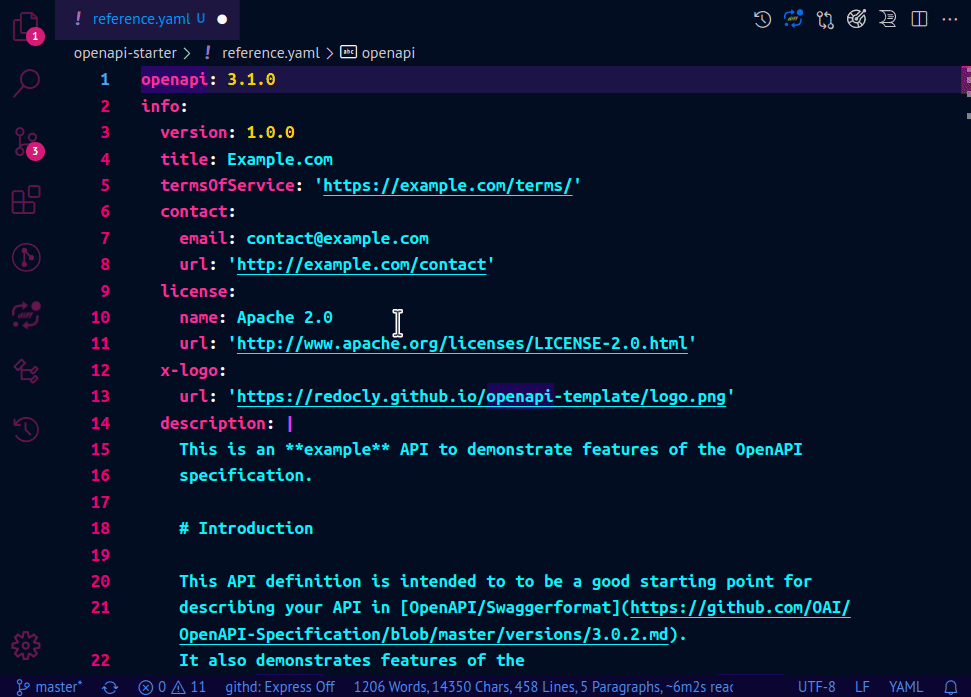 1
3
! reference.yaml U
openapi-starter > ! reference.yaml > abc openapi
1 openapi: 3.1.0
2 info:
3 version: 1.0.0
4 title: Example.com
5 termsOfService: 'https://example.com/terms/'
6 contact:
7 email: contact@example.com
8 url: 'http://example.com/contact'
9 license:
10 name: Apache 2.0
11 url: 'http://www.apache.org/licenses/LICENSE-2.0.html'
12 x-logo:
13 url: 'https://redocly.github.io/openapi-template/logo.png'
14 description: |
15 This is an **example** API to demonstrate features of the OpenAPI
16 specification.
17
18 # Introduction
19
20 This API definition is intended to to be a good starting point for
21 describing your API in [OpenAPI/Swaggerformat](https://github.com/OAI/
OpenAPI-Specification/blob/master/versions/3.0.2.md).
22 It also demonstrates features of the
master* 0 11 githd: Express Off 1206 Words, 14350 Chars, 458 Lines, 5 Paragraphs, ~6m2s read UTF-8 LF YAML